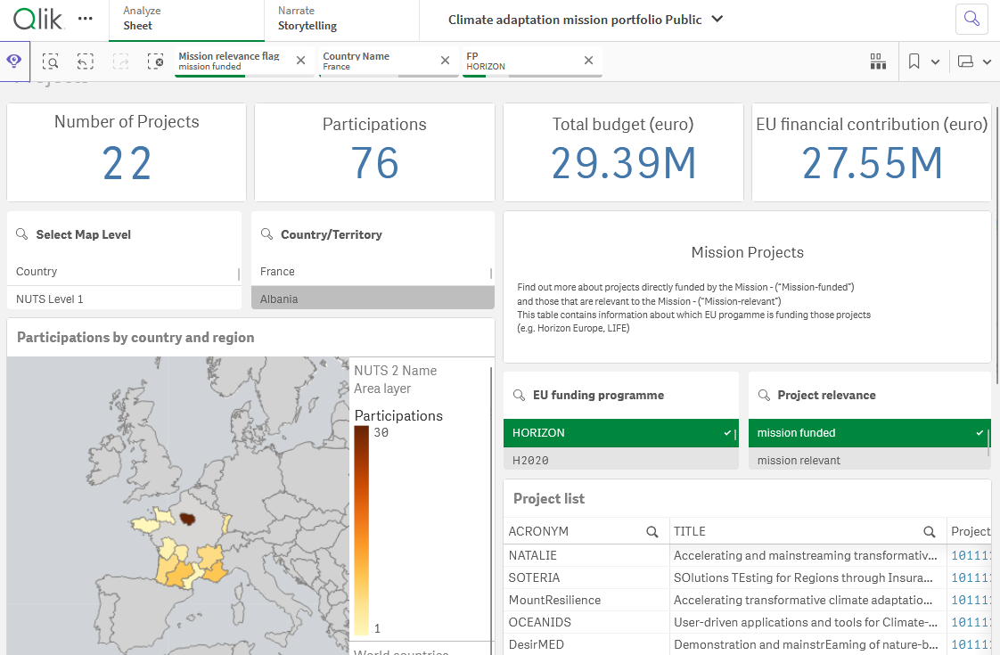 Qlik
Analyze
Sheet
Narrate
Storytelling
Climate adaptation mission portfolio Public
Mission relevance flag
mission funded
Country Name
France
FP
HORIZON
Projects
Number of Projects
22
Participations
76
Total budget (euro)
29.39M
EU financial contribution (euro)
27.55M
Select Map Level
Country
NUTS Level 1
Country/Territory
France
Albania
Mission Projects
Find out more about projects directly funded by the Mission - (“Mission-funded”)
and those that are relevant to the Mission - (“Mission-relevant”)
This table contains information about which EU progamme is funding those projects
(e.g. Horizon Europe, LIFE)
Participations by country and region
NUTS 2 Name
Area layer
Participations
30
1
World countries
EU funding programme
HORIZON
H2020
Project relevance
mission funded
mission relevant
Project list
ACRONYM TITLE Project
NATALIE Accelerating and mainstreaming transformativ... 10111
SOTERIA SOlutions TEsting for Regions through Insura... 10111
MountResilience Accelerating transformative climate adaptatio... 10111
OCEANIDS User-driven applications and tools for Climate-... 10111
DesirMED Demonstration and mainstrEaming of nature-b... 10111